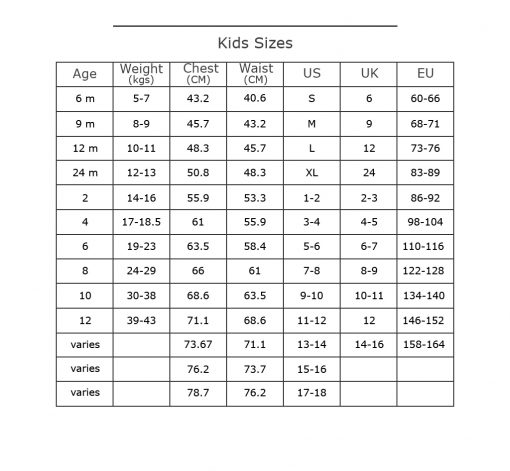 Kids Sizes
Age Weight (kgs) Chest (CM) Waist (CM) US UK EU
6 m 5-7 43.2 40.6 S 6 60-66
9 m 8-9 45.7 43.2 M 9 68-71
12 m 10-11 48.3 45.7 L 12 73-76
24 m 12-13 50.8 48.3 XL 24 83-89
2 14-16 55.9 53.3 1-2 2-3 86-92
4 17-18.5 61 55.9 3-4 4-5 98-104
6 19-23 63.5 58.4 5-6 6-7 110-116
8 24-29 66 61 7-8 8-9 122-128
10 30-38 68.6 63.5 9-10 10-11 134-140
12 39-43 71.1 68.6 11-12 12 146-152
varies 73.67 71.1 13-14 14-16 158-164
varies 76.2 73.7 15-16
varies 78.7 76.2 17-18